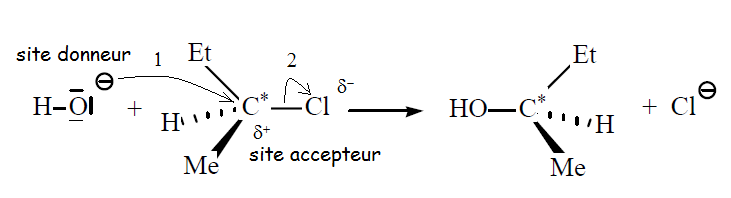 site donneur
1
Et
2
δ−
Et
H–O ⊖ + H C* Cl HO C* H + Cl⊖
δ+
Me
site accepteur
Me